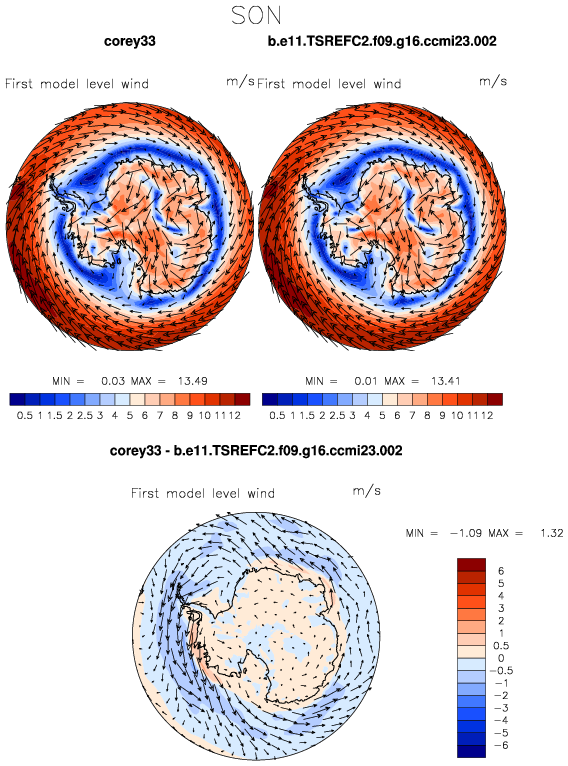 SON
corey33 b.e11.TSREFC2.f09.g16.ccmi23.002
First model level wind m/s First model level wind m/s
MIN = 0.03 MAX = 13.49 MIN = 0.01 MAX = 13.41
0.5 1 1.5 2 2.5 3 4 5 6 7 8 9 10 11 12 0.5 1 1.5 2 2.5 3 4 5 6 7 8 9 10 11 12
corey33 - b.e11.TSREFC2.f09.g16.ccmi23.002
First model level wind m/s
MIN = -1.09 MAX = 1.32
6
5
4
3
2
1
0.5
0
-0.5
-1
-2
-3
-4
-5
-6